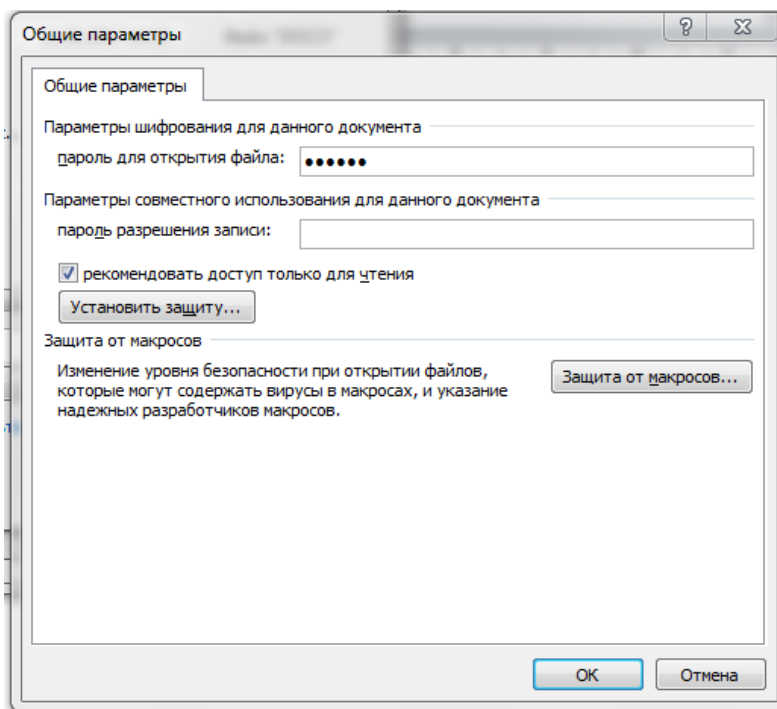 Общие параметры
Общие параметры
Параметры шифрования для данного документа
пароль для открытия файла: ••••••
Параметры совместного использования для данного документа
пароль разрешения записи:
рекомендовать доступ только для чтения
Установить защиту...
Защита от макросов
Изменение уровня безопасности при открытии файлов,
которые могут содержать вирусы в макросах, и указание
надежных разработчиков макросов.
Защита от макросов...
ОК
Отмена